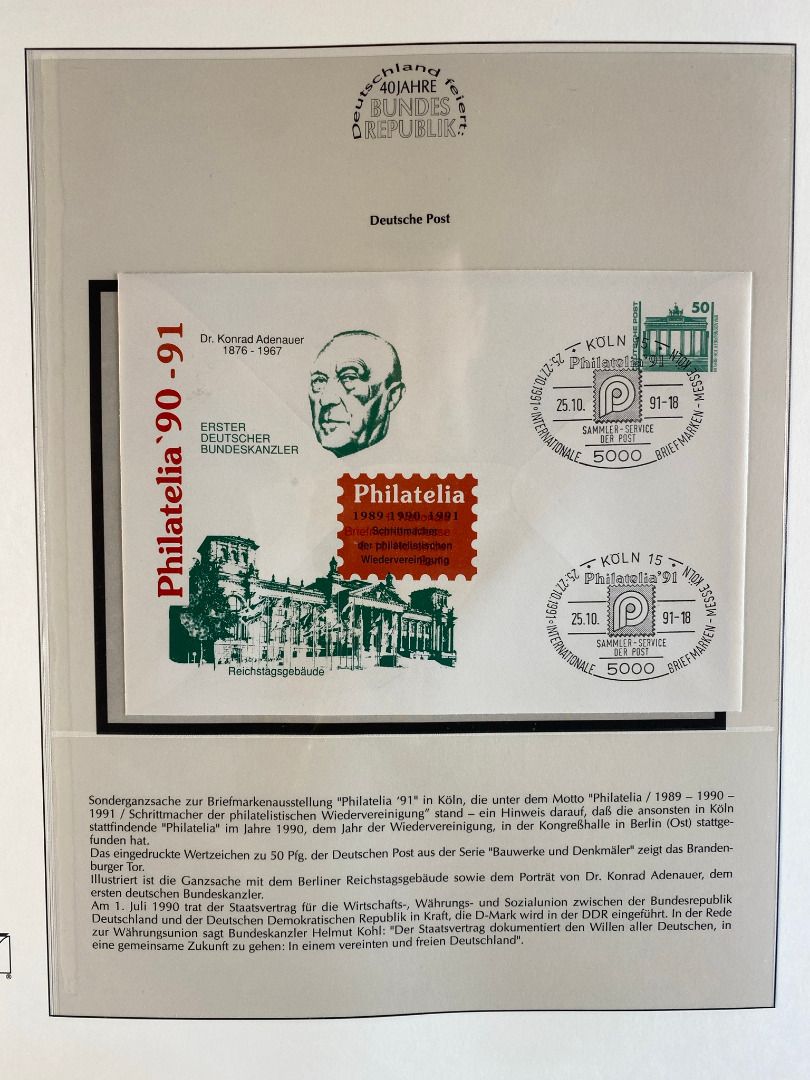 Deutschland feiert:
40 JAHRE
BUNDES
REPUBLIK
Deutsche Post
Philatelia `90-91
Dr. Konrad Adenauer
1876 - 1967
ERSTER
DEUTSCHER
BUNDESKANZLER
Philatelia
1989-1990-1991
Schrittmacher
der philatelistischen
Wiedervereinigung
Reichstagsgebäude
50
DEUTSCHE POST
KÖLN 15
Philatelia '91
25.10. 91-18
SAMMLER-SERVICE
DER POST
5000
25.-27.10.1991 INTERNATIONALE BRIEFMARKEN-MESSE KÖLN
KÖLN 15
Philatelia '91
25.10. 91-18
SAMMLER-SERVICE
DER POST
5000
25.-27.10.1991 INTERNATIONALE BRIEFMARKEN-MESSE KÖLN
Sonderganzsache zur Briefmarkenausstellung "Philatelia '91" in Köln, die unter dem Motto "Philatelia / 1989 – 1990 –
1991 / Schrittmacher der philatelistischen Wiedervereinigung" stand – ein Hinweis darauf, daß die ansonsten in Köln
stattfindende "Philatelia" im Jahre 1990, dem Jahr der Wiedervereinigung, in der Kongreßhalle in Berlin (Ost) stattge-
funden hat.
Das eingedruckte Wertzeichen zu 50 Pfg. der Deutschen Post aus der Serie "Bauwerke und Denkmäler" zeigt das Branden-
burger Tor.
Illustriert ist die Ganzsache mit dem Berliner Reichstagsgebäude sowie dem Porträt von Dr. Konrad Adenauer, dem
ersten deutschen Bundeskanzler.
Am 1. Juli 1990 trat der Staatsvertrag für die Wirtschafts-, Währungs- und Sozialunion zwischen der Bundesrepublik
Deutschland und der Deutschen Demokratischen Republik in Kraft, die D-Mark wird in der DDR eingeführt. In der Rede
zur Währungsunion sagt Bundeskanzler Helmut Kohl: "Der Staatsvertrag dokumentiert den Willen aller Deutschen, in
eine gemeinsame Zukunft zu gehen: In einem vereinten und freien Deutschland".